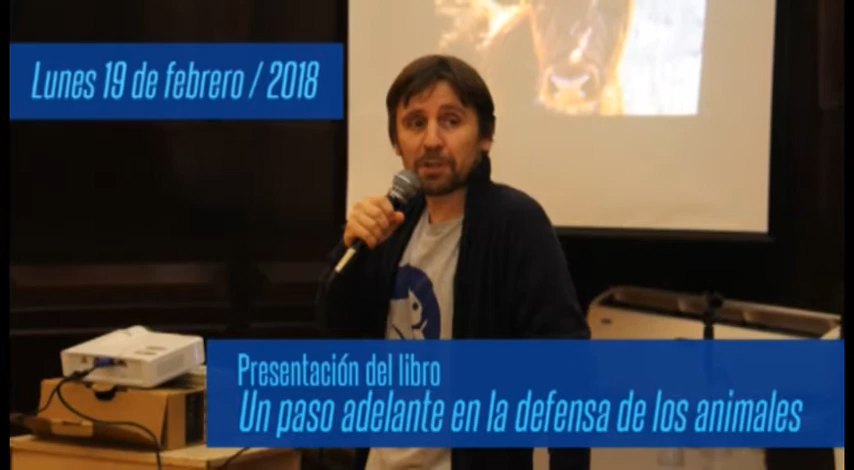 Lunes 19 de febrero / 2018
Presentación del libro
Un paso adelante en la defensa de los animales